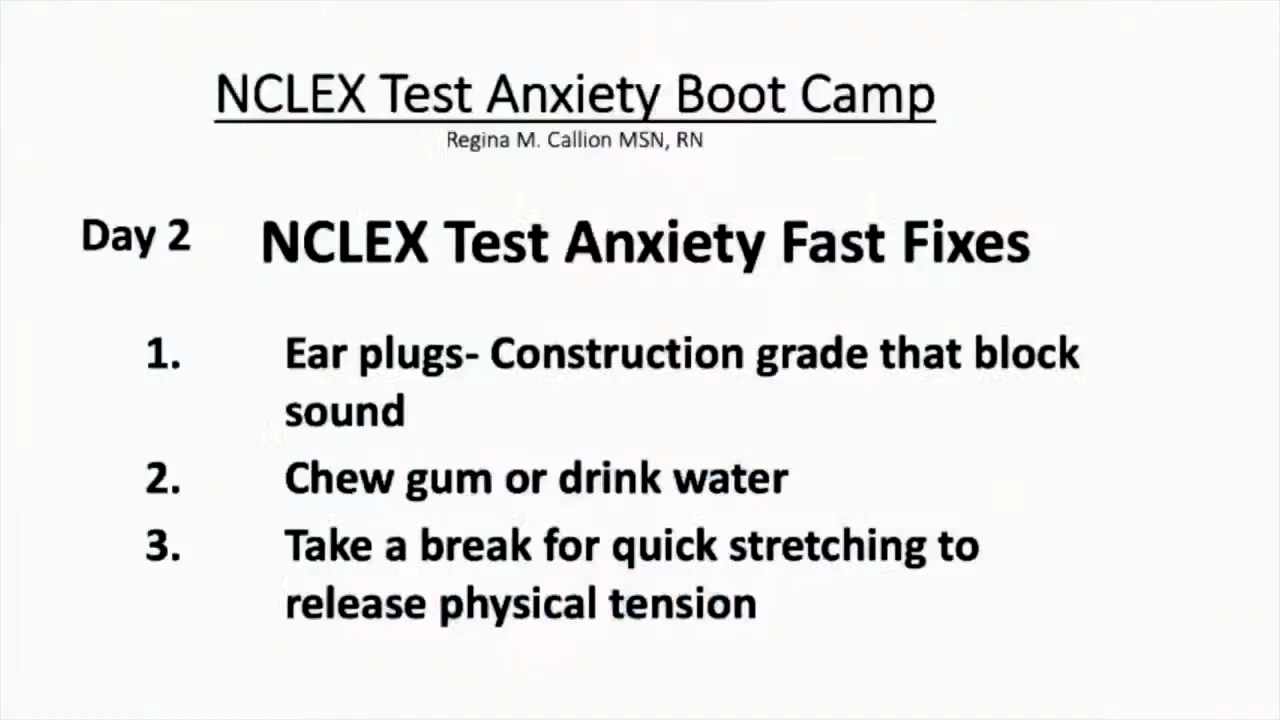 NCLEX Test Anxiety Boot Camp
Regina M. Callion MSN, RN
Day 2 NCLEX Test Anxiety Fast Fixes
1. Ear plugs- Construction grade that block
sound
2. Chew gum or drink water
3. Take a break for quick stretching to
release physical tension